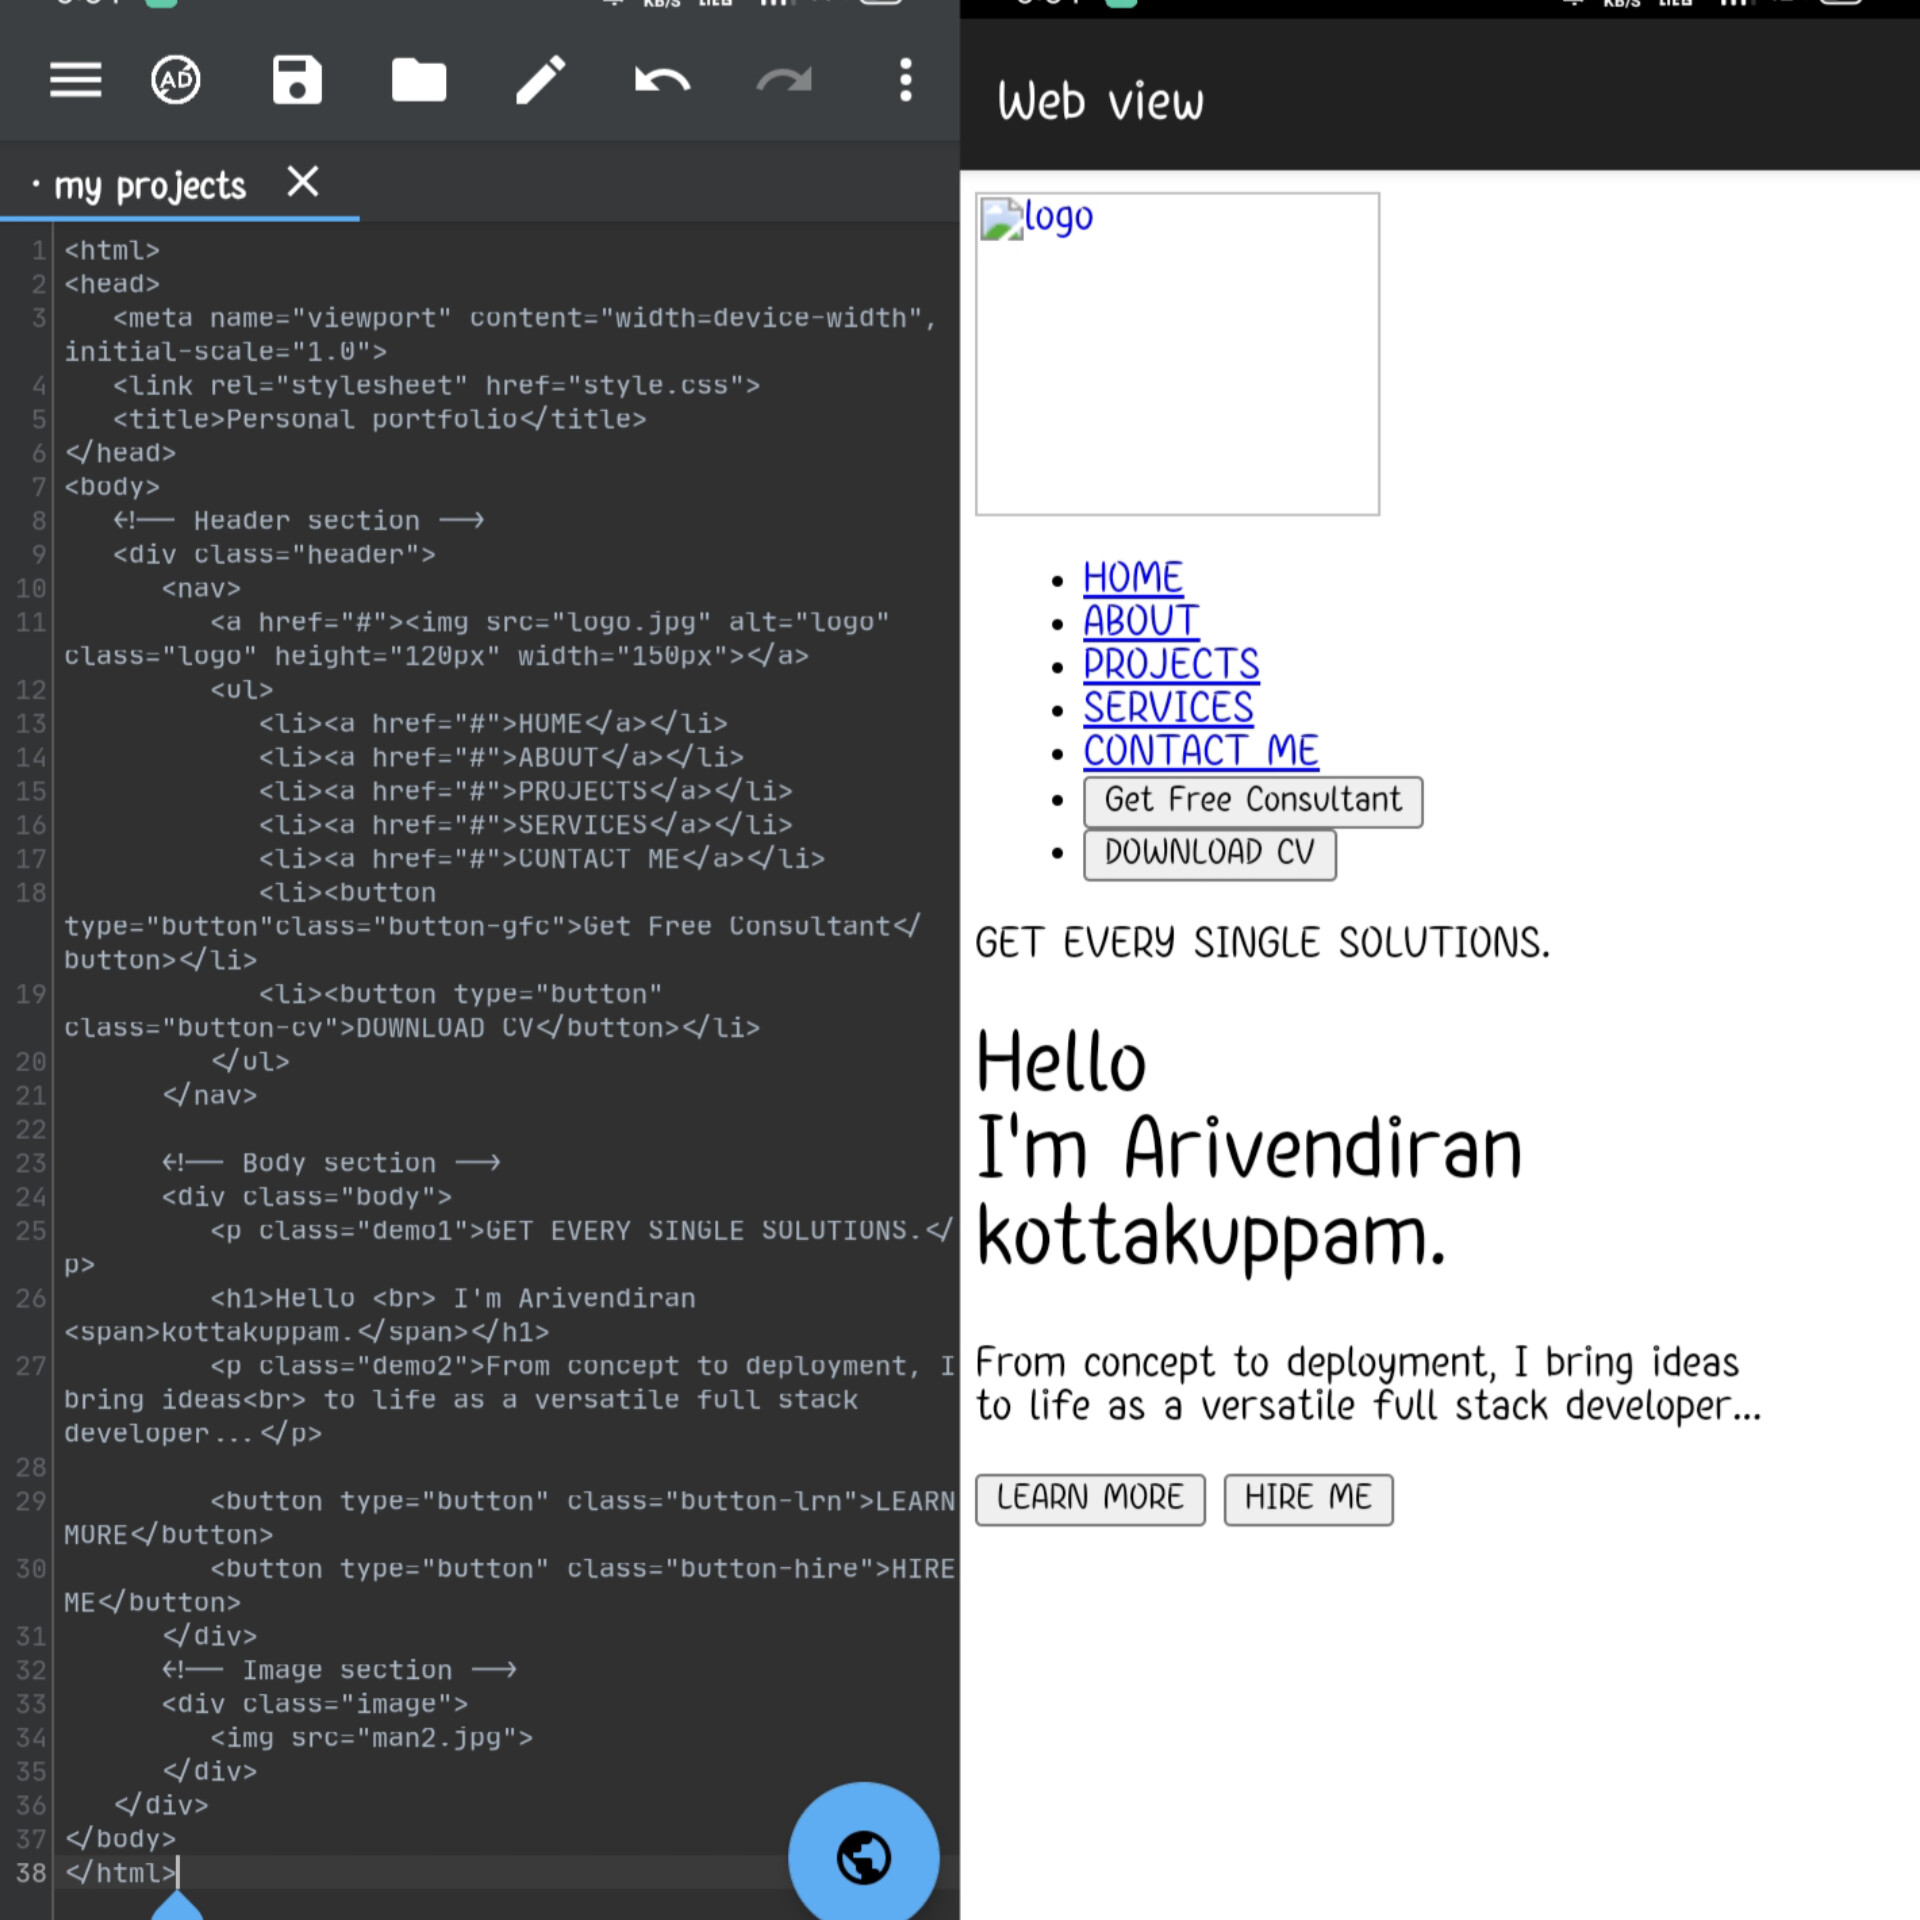 KB/S
KB/S
AD
Web view
· my projects
1 <html>
2 <head>
3 <meta name="viewport" content="width=device-width",
initial-scale="1.0">
4 <link rel="stylesheet" href="style.css">
5 <title>Personal portfolio</title>
6 </head>
7 <body>
8 <!-- Header section -->
9 <div class="header">
10 <nav>
11 <a href="#"><img src="logo.jpg" alt="logo"
class="logo" height="120px" width="150px"></a>
12 <ul>
13 <li><a href="#">HOME</a></li>
14 <li><a href="#">ABOUT</a></li>
15 <li><a href="#">PROJECTS</a></li>
16 <li><a href="#">SERVICES</a></li>
17 <li><a href="#">CONTACT ME</a></li>
18 <li><button
type="button"class="button-gfc">Get Free Consultant</
button></li>
19 <li><button type="button"
class="button-cv">DOWNLOAD CV</button></li>
20 </ul>
21 </nav>
22
23 <!-- Body section -->
24 <div class="body">
25 <p class="demo1">GET EVERY SINGLE SOLUTIONS.</
p>
26 <h1>Hello <br> I'm Arivendiran
<span>kottakuppam.</span></h1>
27 <p class="demo2">From concept to deployment, I
bring ideas<br> to life as a versatile full stack
developer...</p>
28
29 <button type="button" class="button-lrn">LEARN
MORE</button>
30 <button type="button" class="button-hire">HIRE
ME</button>
31 </div>
32 <!-- Image section -->
33 <div class="image">
34 <img src="man2.jpg">
35 </div>
36 </div>
37 </body>
38 </html>
logo
HOME
ABOUT
PROJECTS
SERVICES
CONTACT ME
Get Free Consultant
DOWNLOAD CV
GET EVERY SINGLE SOLUTIONS.
Hello
I'm Arivendiran
kottakuppam.
From concept to deployment, I bring ideas
to life as a versatile full stack developer...
LEARN MORE
HIRE ME